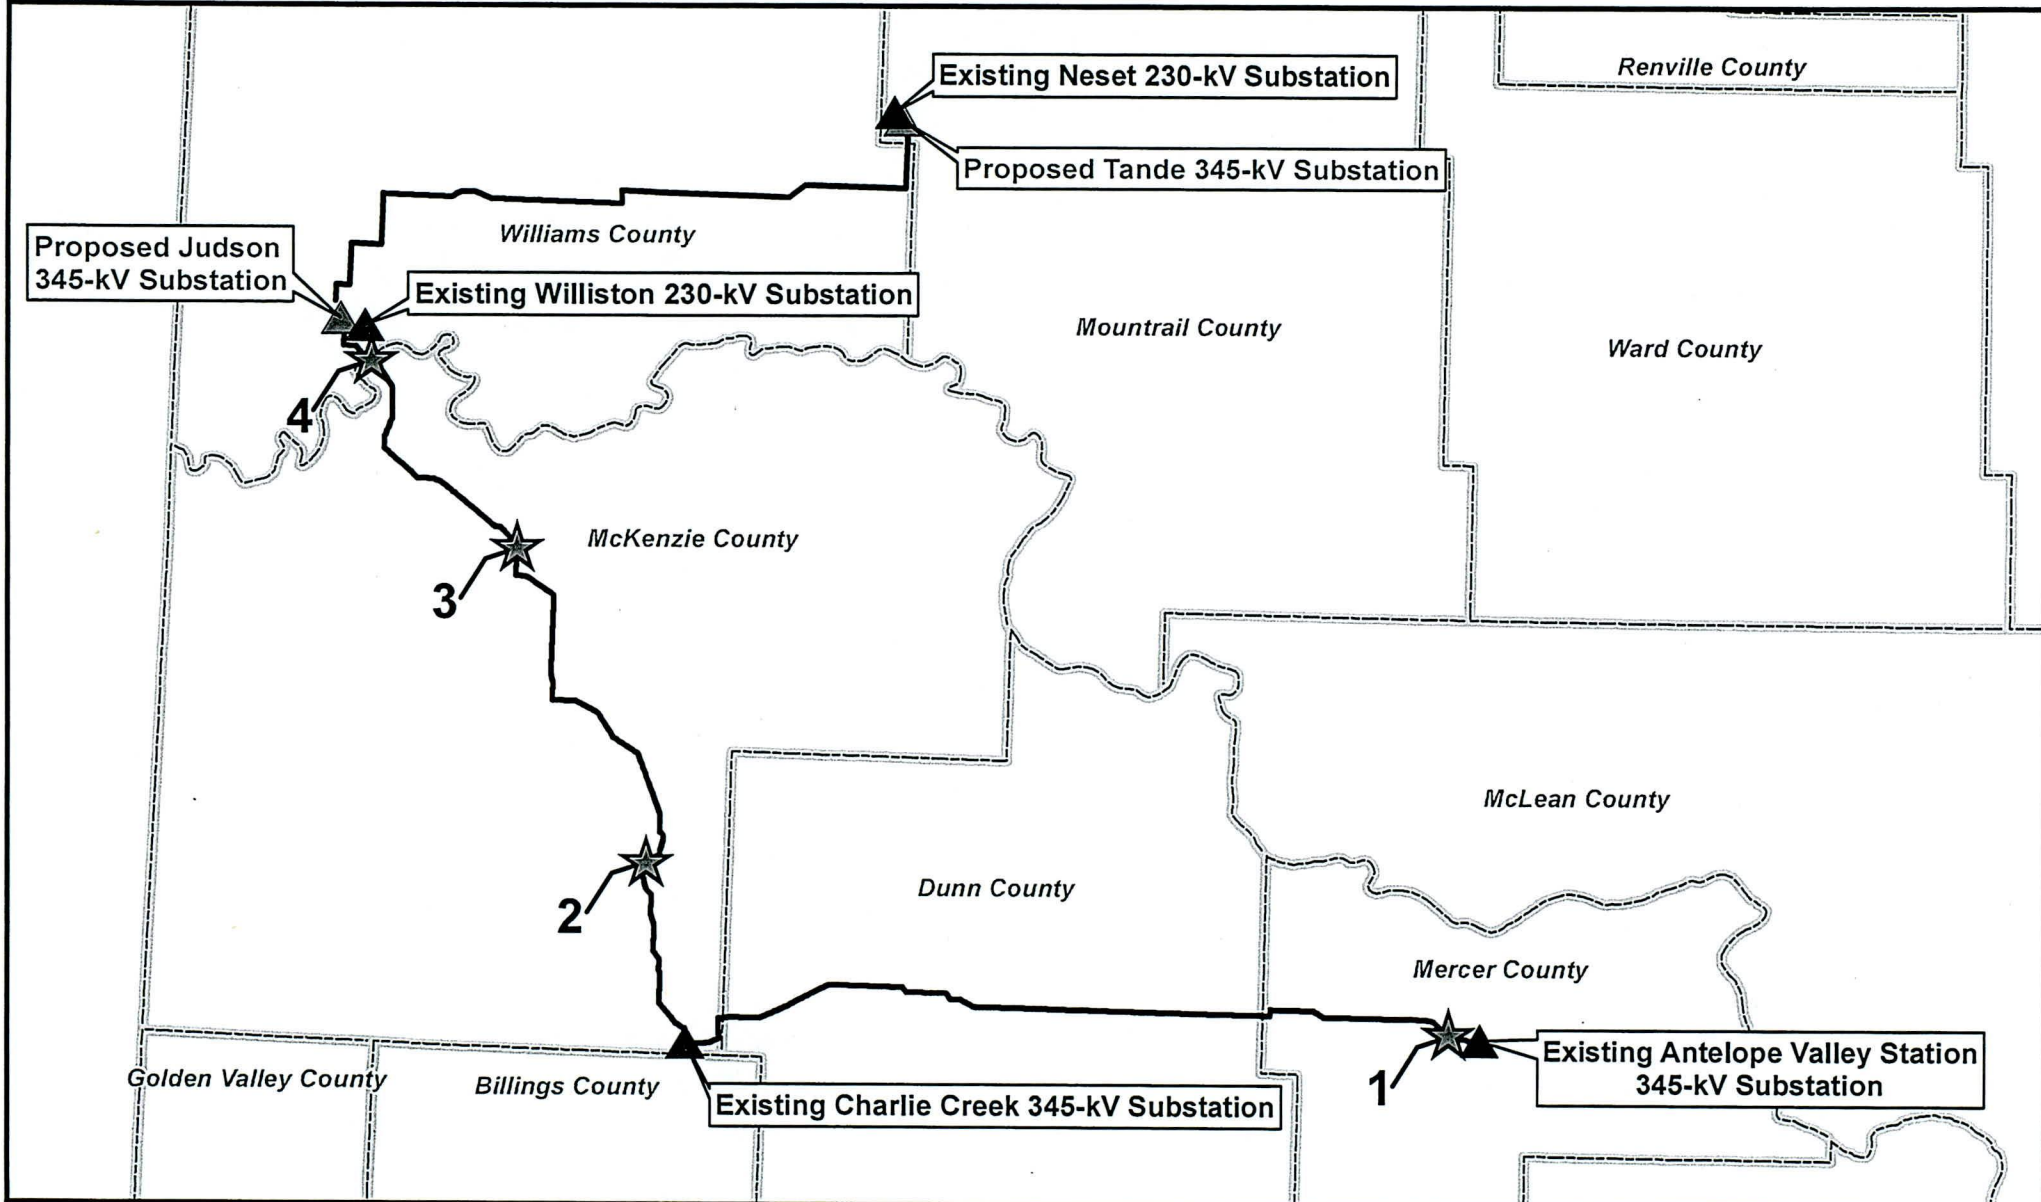 Renville County
Existing Neset 230-kV Substation
Proposed Tande 345-kV Substation
Williams County
Proposed Judson
345-kV Substation
Existing Williston 230-kV Substation
Mountrail County
Ward County
4
McKenzie County
3
McLean County
Dunn County
2
Mercer County
Existing Antelope Valley Station
345-kV Substation
1
Golden Valley County
Billings County
Existing Charlie Creek 345-kV Substation